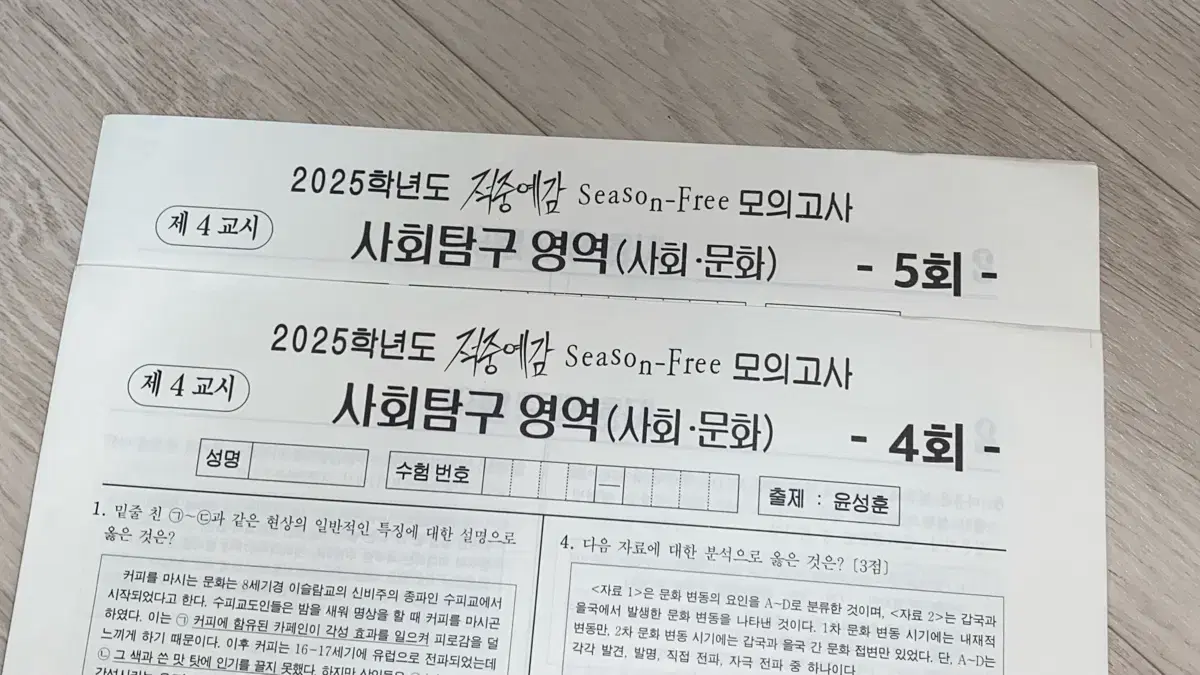 2025학년도 적중예감 Season-Free 모의고사
제 4 교시
사회탐구 영역(사회·문화)
- 5회 -
2025학년도 적중예감 Season-Free 모의고사
제 4 교시
사회탐구 영역(사회·문화)
- 4회 -
성명
수험 번호
출제 : 윤성훈
1. 밑줄 친 ㉠~㉢과 같은 현상의 일반적인 특징에 대한 설명으로
옳은 것은?
커피를 마시는 문화는 8세기경 이슬람교의 신비주의 종파인 수피교에서
시작되었다고 한다. 수피교도인들은 밤을 새워 명상을 할 때 커피를 마시곤
하였다. 이는 ㉠ 커피에 함유된 카페인이 각성 효과를 일으켜 피로감을 덜
느끼게 하기 때문이다. 이후 커피는 16-17세기에 유럽으로 전파되었는데
㉡ 그 색과 쓴 맛 탓에 인기를 끌지 못했다.
4. 다음 자료에 대한 분석으로 옳은 것은? [3점]
<자료 1>은 문화 변동의 요인을 A~D로 분류한 것이며, <자료 2>는 갑국과
을국에서 발생한 문화 변동을 나타낸 것이다. 1차 문화 변동 시기에는 내재적
변동만, 2차 문화 변동 시기에는 갑국과 을국 간 문화 접변만 있었다. 단, A~D는
각각 발견, 발명, 직접 전파, 자극 전파 중 하나이다.